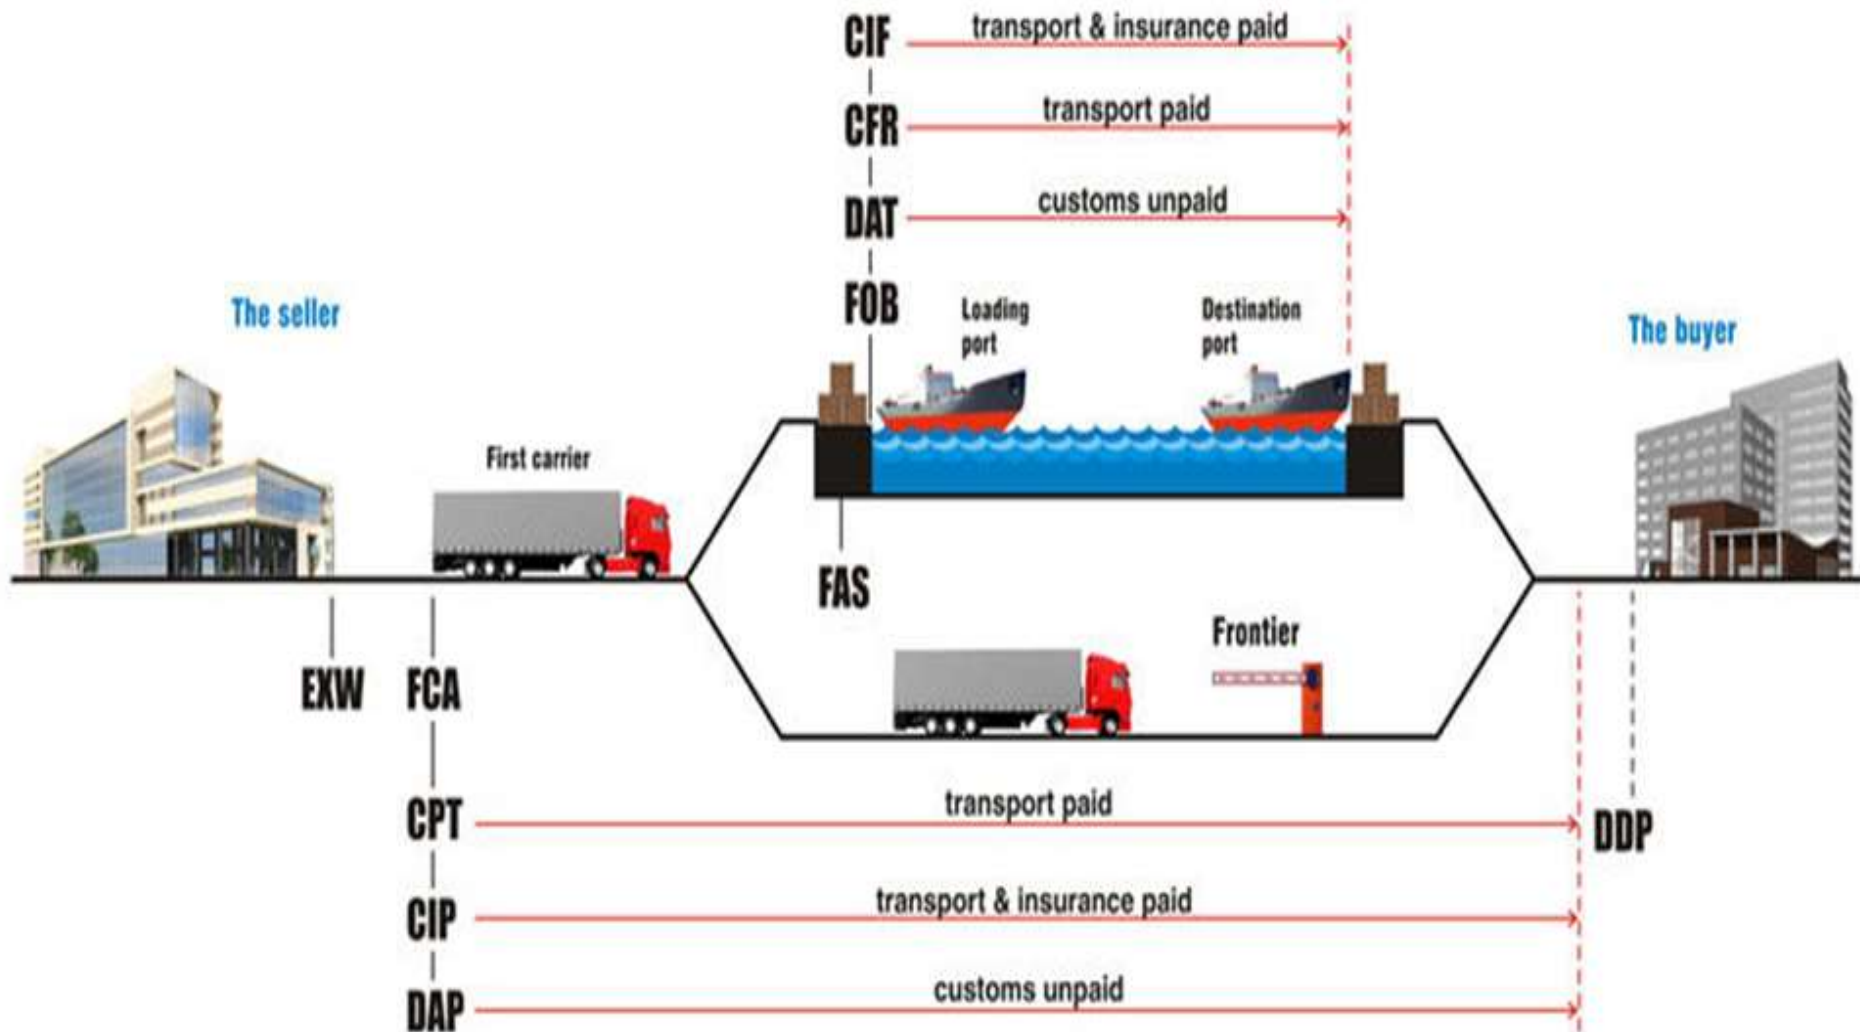 CIF
transport & insurance paid
CFR
transport paid
DAT
customs unpaid
FOB
The seller
Loading
port
Destination
port
The buyer
First carrier
FAS
Frontier
EXW
FCA
CPT
transport paid
DDP
CIP
transport & insurance paid
DAP
customs unpaid